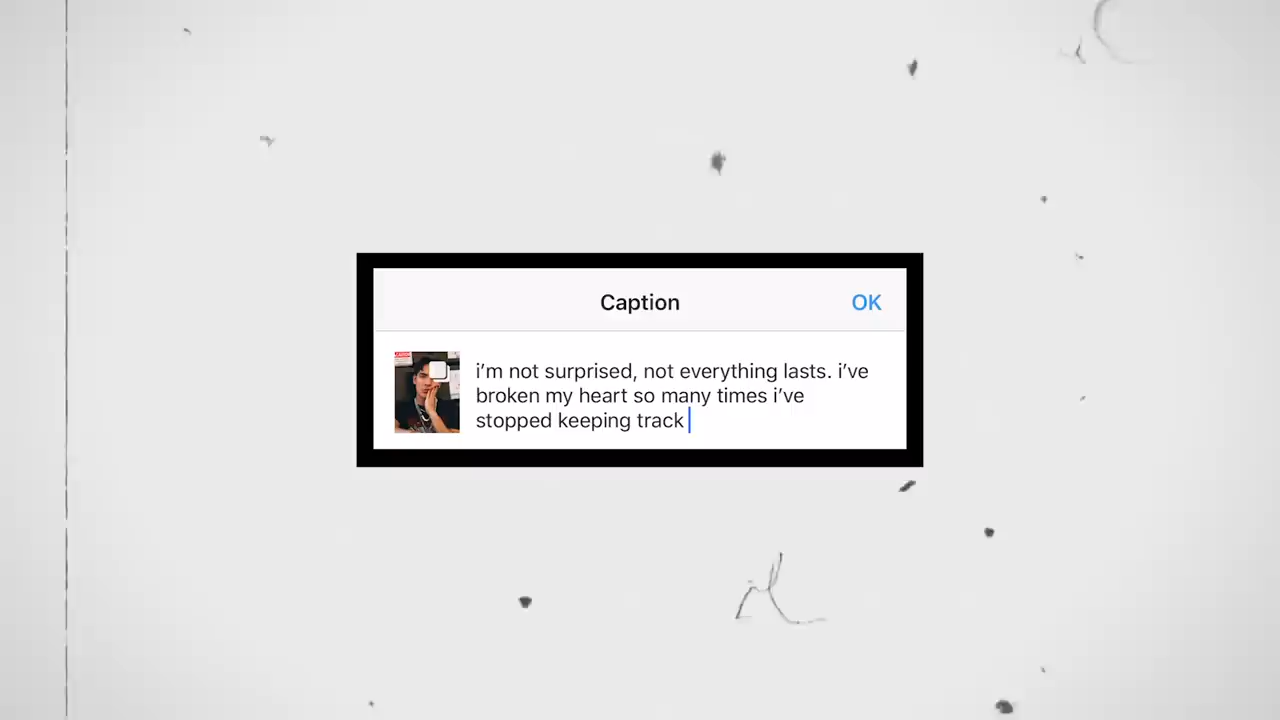 Caption
OK
i’m not surprised, not everything lasts. i’ve
broken my heart so many times i’ve
stopped keeping track